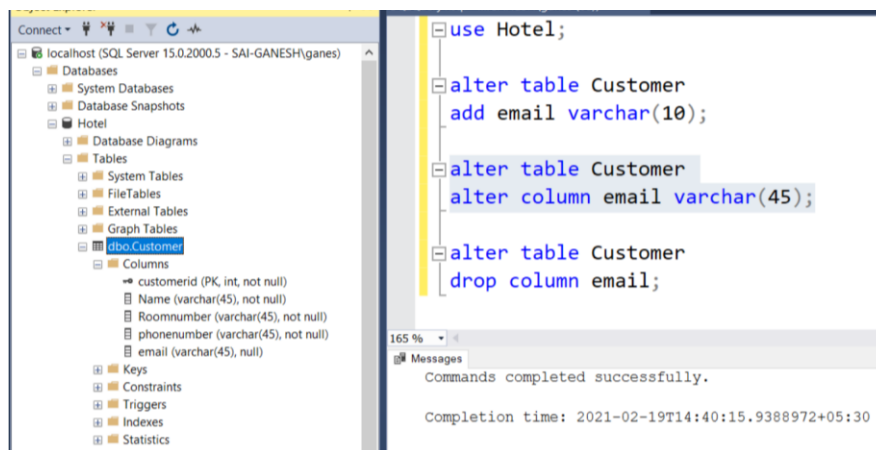 Connect
localhost (SQL Server 15.0.2000.5 - SAI-GANESH\ganes)
Databases
System Databases
Database Snapshots
Hotel
Database Diagrams
Tables
System Tables
FileTables
External Tables
Graph Tables
dbo.Customer
Columns
customerid (PK, int, not null)
Name (varchar(45), not null)
Roomnumber (varchar(45), not null)
phonenumber (varchar(45), not null)
email (varchar(45), null)
Keys
Constraints
Triggers
Indexes
Statistics
use Hotel;
alter table Customer
add email varchar(10);
alter table Customer
alter column email varchar(45);
alter table Customer
drop column email;
165 %
Messages
Commands completed successfully.
Completion time: 2021-02-19T14:40:15.9388972+05:30